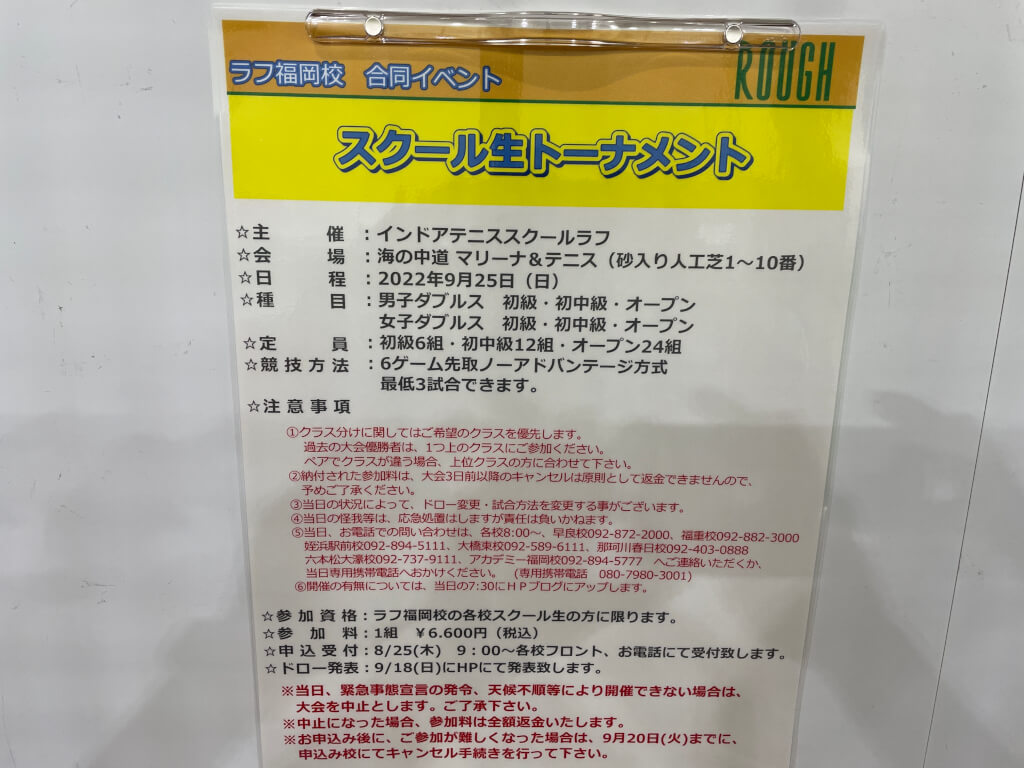 ラフ福岡校 合同イベント
ROUGH
スクール生トーナメント
☆主 催 ：インドアテニススクールラフ
☆会 場 ：海の中道 マリーナ＆テニス（砂入り人工芝1～10番）
☆日 程 ：2022年9月25日（日）
☆種 目 ：男子ダブルス 初級・初中級・オープン
女子ダブルス 初級・初中級・オープン
☆定 員 ：初級6組・初中級12組・オープン24組
☆競技方法 ：6ゲーム先取ノーアドバンテージ方式
最低3試合できます。
☆注意事項
①クラス分けに関してはご希望のクラスを優先します。
過去の大会優勝者は、1つ上のクラスにご参加ください。
ペアでクラスが違う場合、上位クラスの方に合わせて下さい。
②納付された参加料は、大会3日前以降のキャンセルは原則として返金できませんので、
予めご了承ください。
③当日の状況によって、ドロー変更・試合方法を変更する事がございます。
④当日の怪我等は、応急処置はしますが責任は負いかねます。
⑤当日、お電話での問い合わせは、各校8:00～、早良校092-872-2000、福重校092-882-3000
姪浜駅前校092-894-5111、大橋東校092-589-6111、那珂川春日校092-403-0888
六本松大濠校092-737-9111、アカデミー福岡校092-894-5777 へご連絡いただくか、
当日専用携帯電話へおかけください。（専用携帯電話 080-7980-3001）
⑥開催の有無については、当日の7:30にＨＰブログにアップします。
☆参加資格：ラフ福岡校の各校スクール生の方に限ります。
☆参 加 料：1組 ￥6.600円（税込）
☆申込受付：8/25(木) 9：00～各校フロント、お電話にて受付致します。
☆ドロー発表：9/18(日)にHPにて発表致します。
※当日、緊急事態宣言の発令、天候不順等により開催できない場合は、
大会を中止とします。ご了承下さい。
※中止になった場合、参加料は全額返金いたします。
※お申込み後に、ご参加が難しくなった場合は、9月20日(火)までに、
申込み校にてキャンセル手続きを行って下さい。